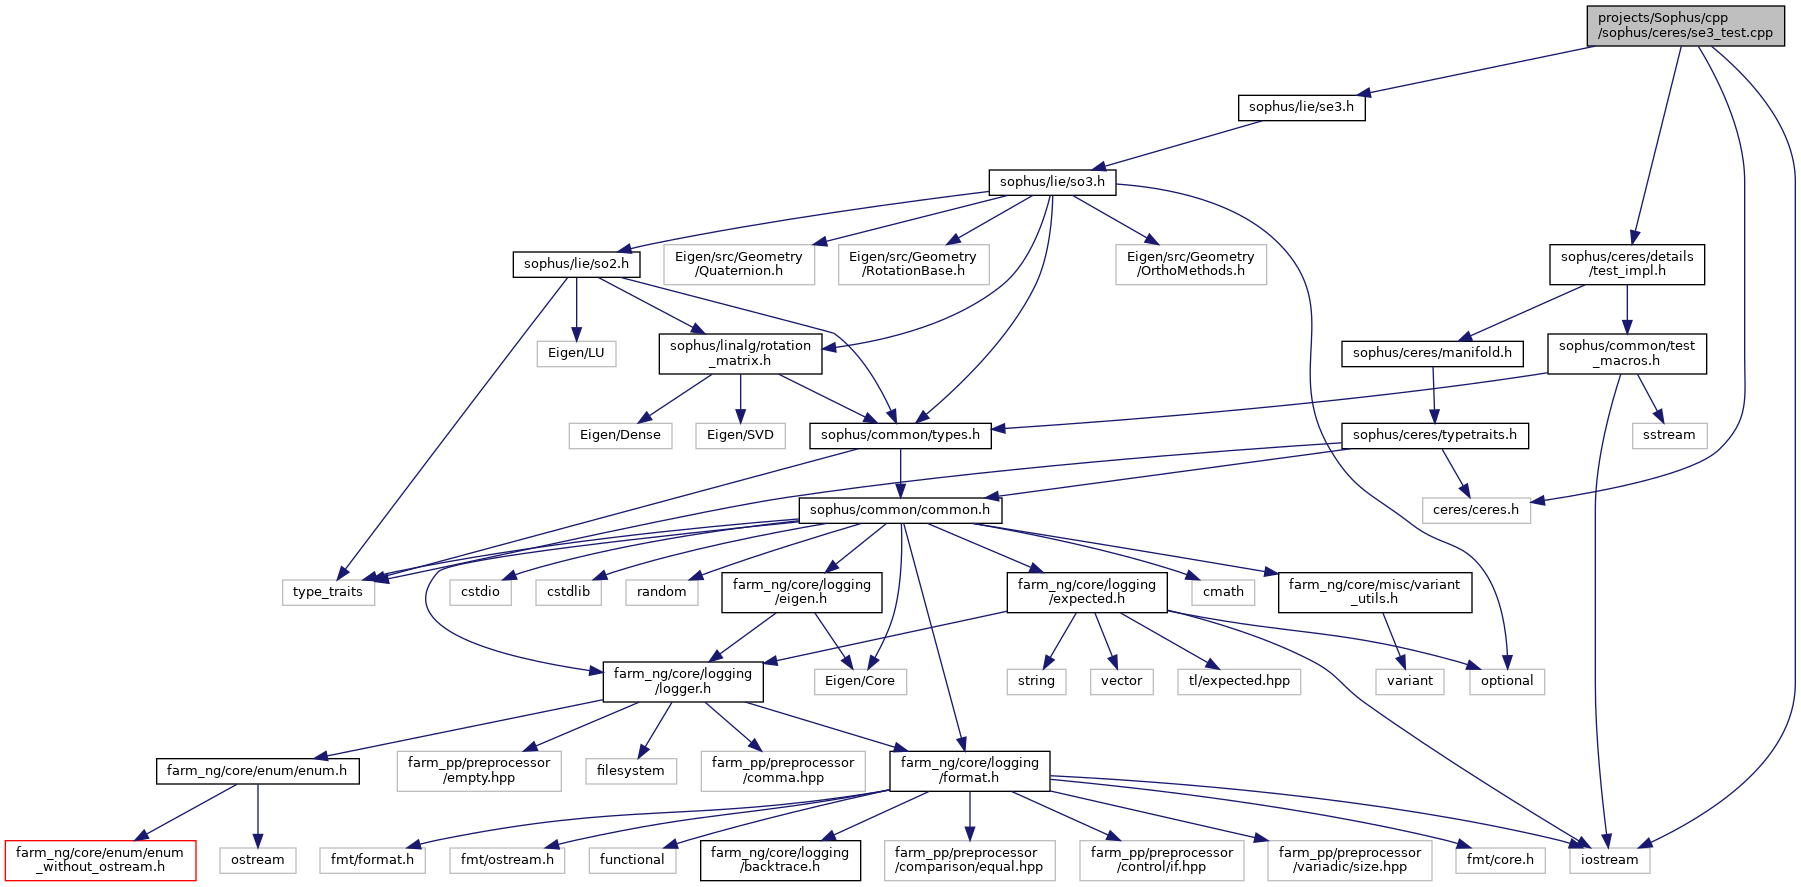 projects/Sophus/cpp
/sophus/ceres/se3_test.cpp
sophus/lie/se3.h
sophus/lie/so3.h
sophus/lie/so2.h
Eigen/src/Geometry
/Quaternion.h
Eigen/src/Geometry
/RotationBase.h
Eigen/src/Geometry
/OrthoMethods.h
sophus/ceres/details
/test_impl.h
Eigen/LU
sophus/linalg/rotation
_matrix.h
sophus/ceres/manifold.h
sophus/common/test
_macros.h
Eigen/Dense
Eigen/SVD
sophus/common/types.h
sophus/ceres/typetraits.h
sstream
sophus/common/common.h
ceres/ceres.h
type_traits
cstdio
cstdlib
random
farm_ng/core/logging
/eigen.h
farm_ng/core/logging
/expected.h
cmath
farm_ng/core/misc/variant
_utils.h
farm_ng/core/logging
/logger.h
Eigen/Core
string
vector
tl/expected.hpp
variant
optional
farm_ng/core/enum/enum.h
farm_pp/preprocessor
/empty.hpp
filesystem
farm_pp/preprocessor
/comma.hpp
farm_ng/core/logging
/format.h
farm_ng/core/enum/enum
_without_ostream.h
ostream
fmt/format.h
fmt/ostream.h
functional
farm_ng/core/logging
/backtrace.h
farm_pp/preprocessor
/comparison/equal.hpp
farm_pp/preprocessor
/control/if.hpp
farm_pp/preprocessor
/variadic/size.hpp
fmt/core.h
iostream